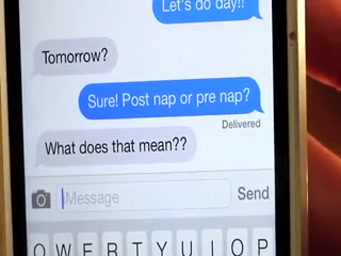 Let's do day!!
Tomorrow?
Sure! Post nap or pre nap?
Delivered
What does that mean??
Message
Send
Q W E R T Y U I O P